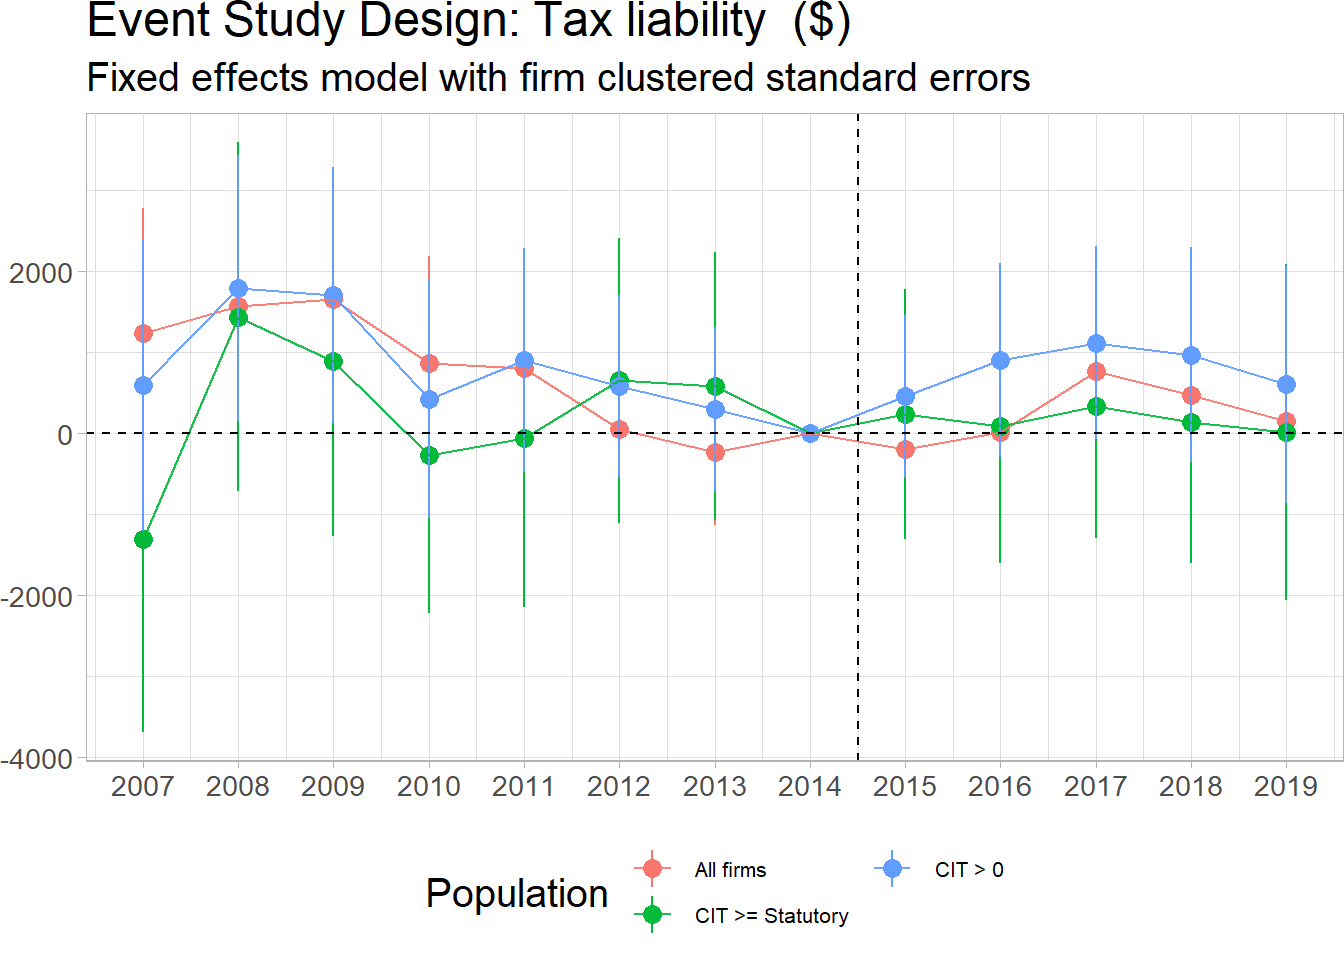 Event Study Design: Tax liability  ($)
Fixed effects model with firm clustered standard errors
2000
0
-2000
-4000
2007 2008 2009 2010 2011 2012 2013 2014 2015 2016 2017 2018 2019
Population
All firms
CIT > 0
CIT >= Statutory